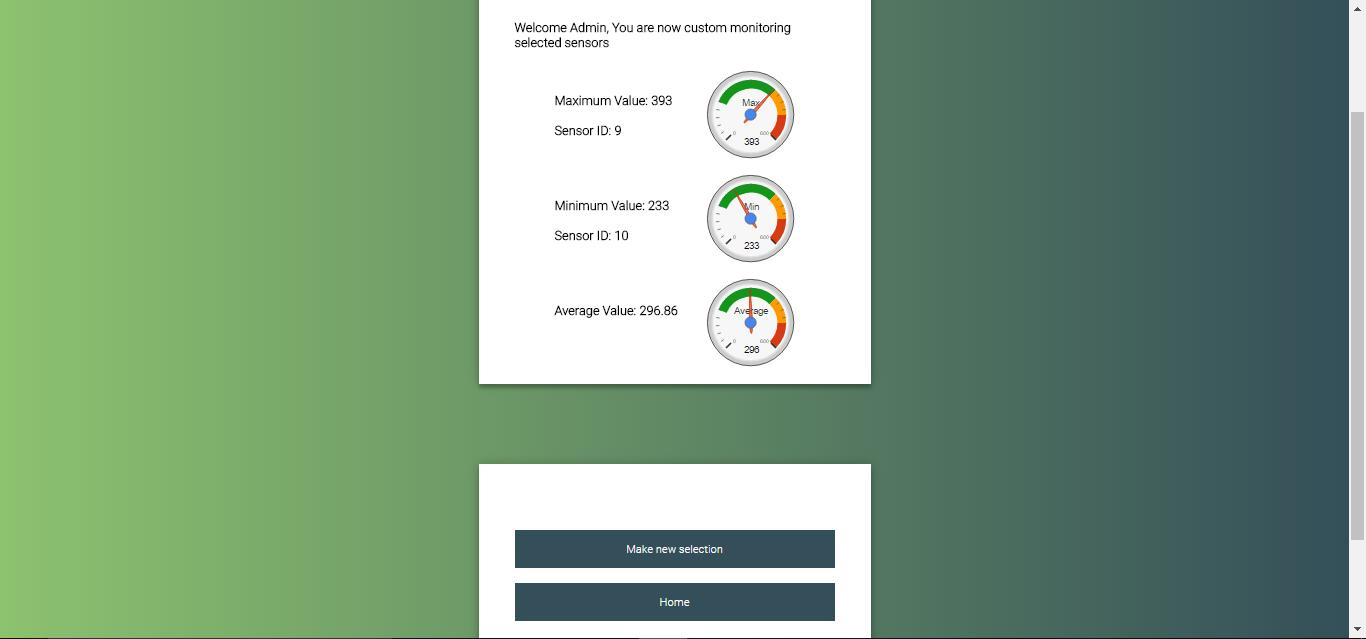 Welcome Admin, You are now custom monitoring
selected sensors
Maximum Value: 393
Sensor ID: 9
Max
0
600
393
Minimum Value: 233
Sensor ID: 10
Min
0
600
233
Average Value: 296.86
Average
0
600
296
Make new selection
Home